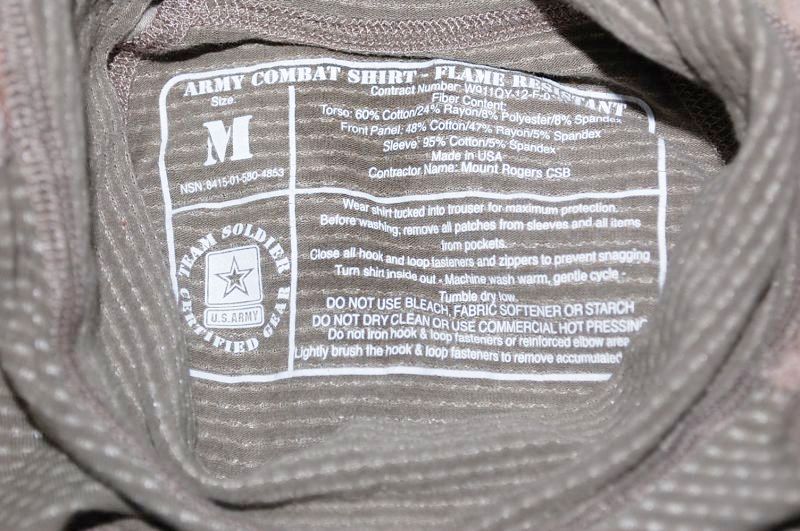 ARMY COMBAT SHIRT - FLAME RESISTANT
Size:
M
NSN: 8415-01-580-4853
Contract Number: W911QY-12-F-0
Fiber Content:
Torso: 60% Cotton/24% Rayon/8% Polyester/8% Spandex
Front Panel: 48% Cotton/47% Rayon/5% Spandex
Sleeve: 95% Cotton/5% Spandex
Made in USA
Contractor Name: Mount Rogers CSB
TEAM SOLDIER
U.S.ARMY
CERTIFIED GEAR
Wear shirt tucked into trouser for maximum protection.
Before washing, remove all patches from sleeves and all items
from pockets.
Close all hook and loop fasteners and zippers to prevent snagging
Turn shirt inside out - Machine wash warm, gentle cycle -
Tumble dry low.
DO NOT USE BLEACH, FABRIC SOFTENER OR STARCH
DO NOT DRY CLEAN OR USE COMMERCIAL HOT PRESSING
Do not Iron hook & loop fasteners or reinforced elbow area
Lightly brush the hook & loop fasteners to remove accumulated